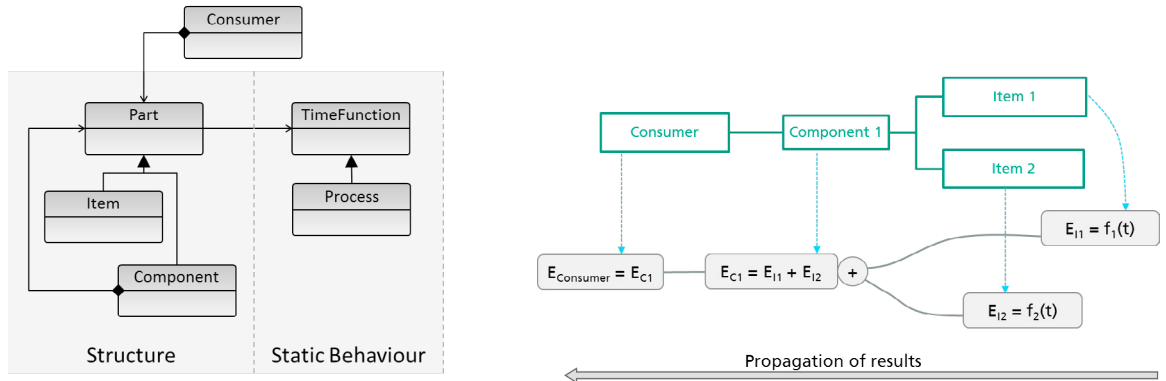 Consumer
Part
TimeFunction
Item
Process
Component
Structure
Static Behaviour
Consumer
Component 1
Item 1
Item 2
E_Consumer = E_C1
E_C1 = E_I1 + E_I2
+
E_I1 = f_1(t)
E_I2 = f_2(t)
Propagation of results